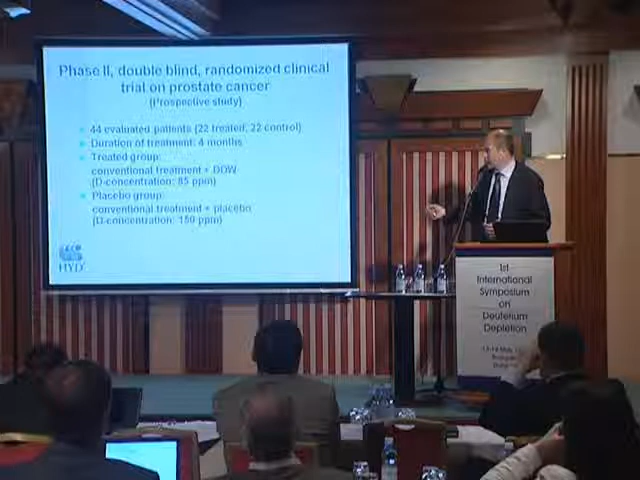 Phase II, double blind, randomized clinical
trial on prostate cancer
(Prospective study)
44 evaluated patients (22 treated, 22 control)
Duration of treatment: 4 months
Treated group:
conventional treatment + DDW
(D-concentration: 85 ppm)
Placebo group:
conventional treatment + placebo
(D-concentration: 150 ppm)
HYD
1st
International
Symposium
on
Deuterium
Depletion